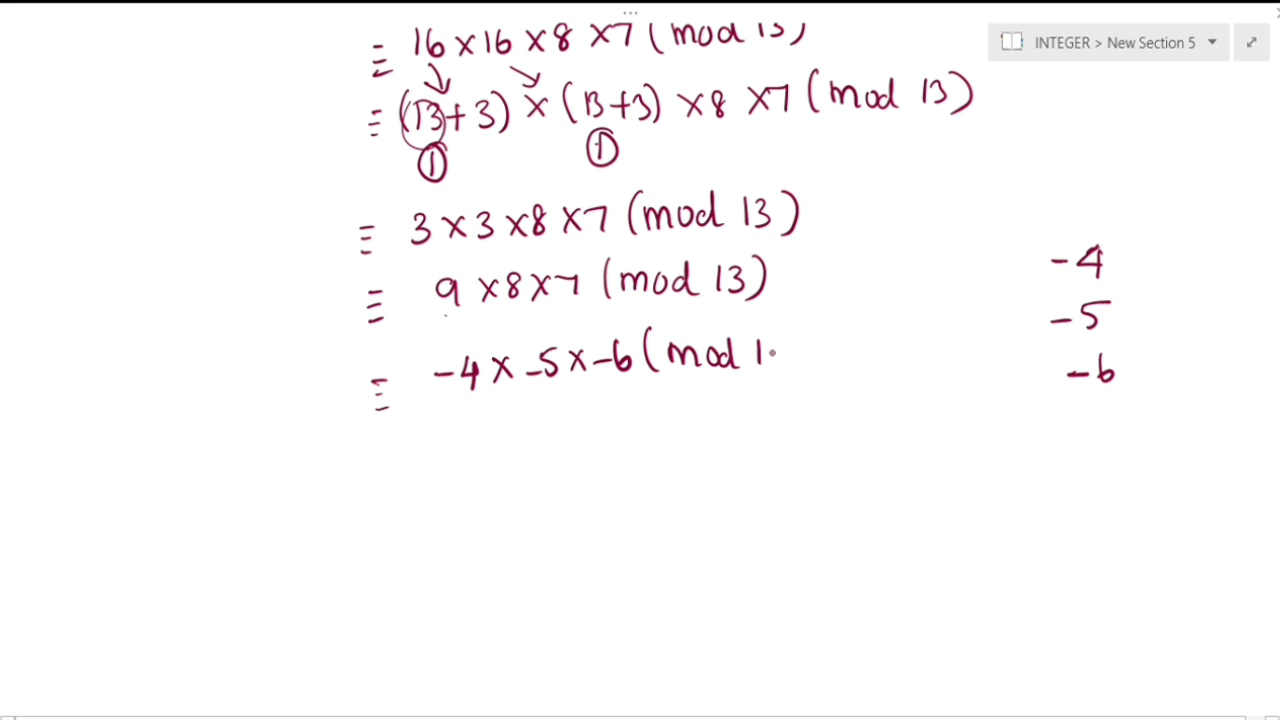 ≡ 16 × 16 × 8 × 7 (mod 13)
INTEGER > New Section 5
≡ (13 + 3) × (13 + 3) × 8 × 7 (mod 13)
① ①
≡ 3 × 3 × 8 × 7 (mod 13)
≡ 9 × 8 × 7 (mod 13)
-4
-5
≡ -4 × -5 × -6 (mod 1
-6